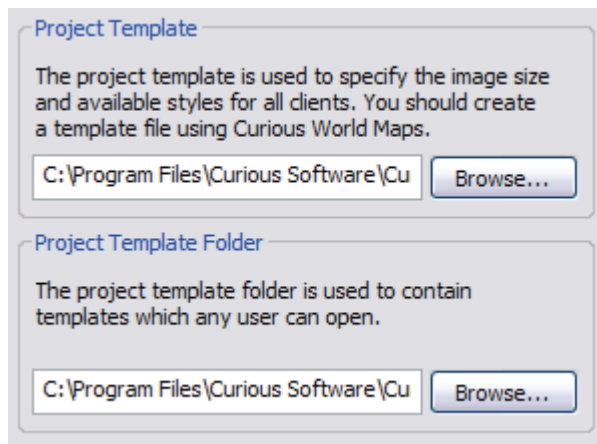 Project Template
The project template is used to specify the image size
and available styles for all clients. You should create
a template file using Curious World Maps.
C:\Program Files\Curious Software\Cu Browse...
Project Template Folder
The project template folder is used to contain
templates which any user can open.
C:\Program Files\Curious Software\Cu Browse...